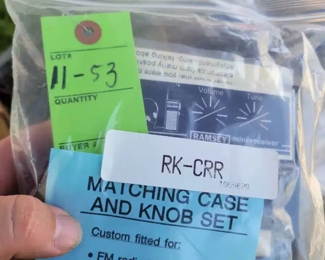 LOT#
11-53
QUANTITY
BUYER #
Volume
Tune
RAMSEY
RK-CRR
MATCHING CASE
AND KNOB SET
Custom fitted for:
• FM